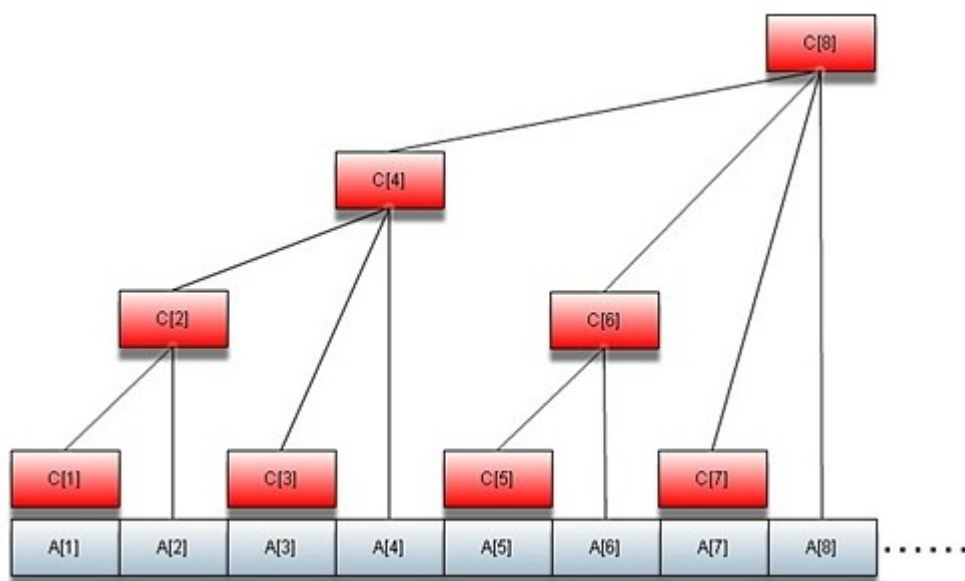 C[8]
C[4]
C[2] C[6]
C[1] C[3] C[5] C[7]
A[1] A[2] A[3] A[4] A[5] A[6] A[7] A[8] ......